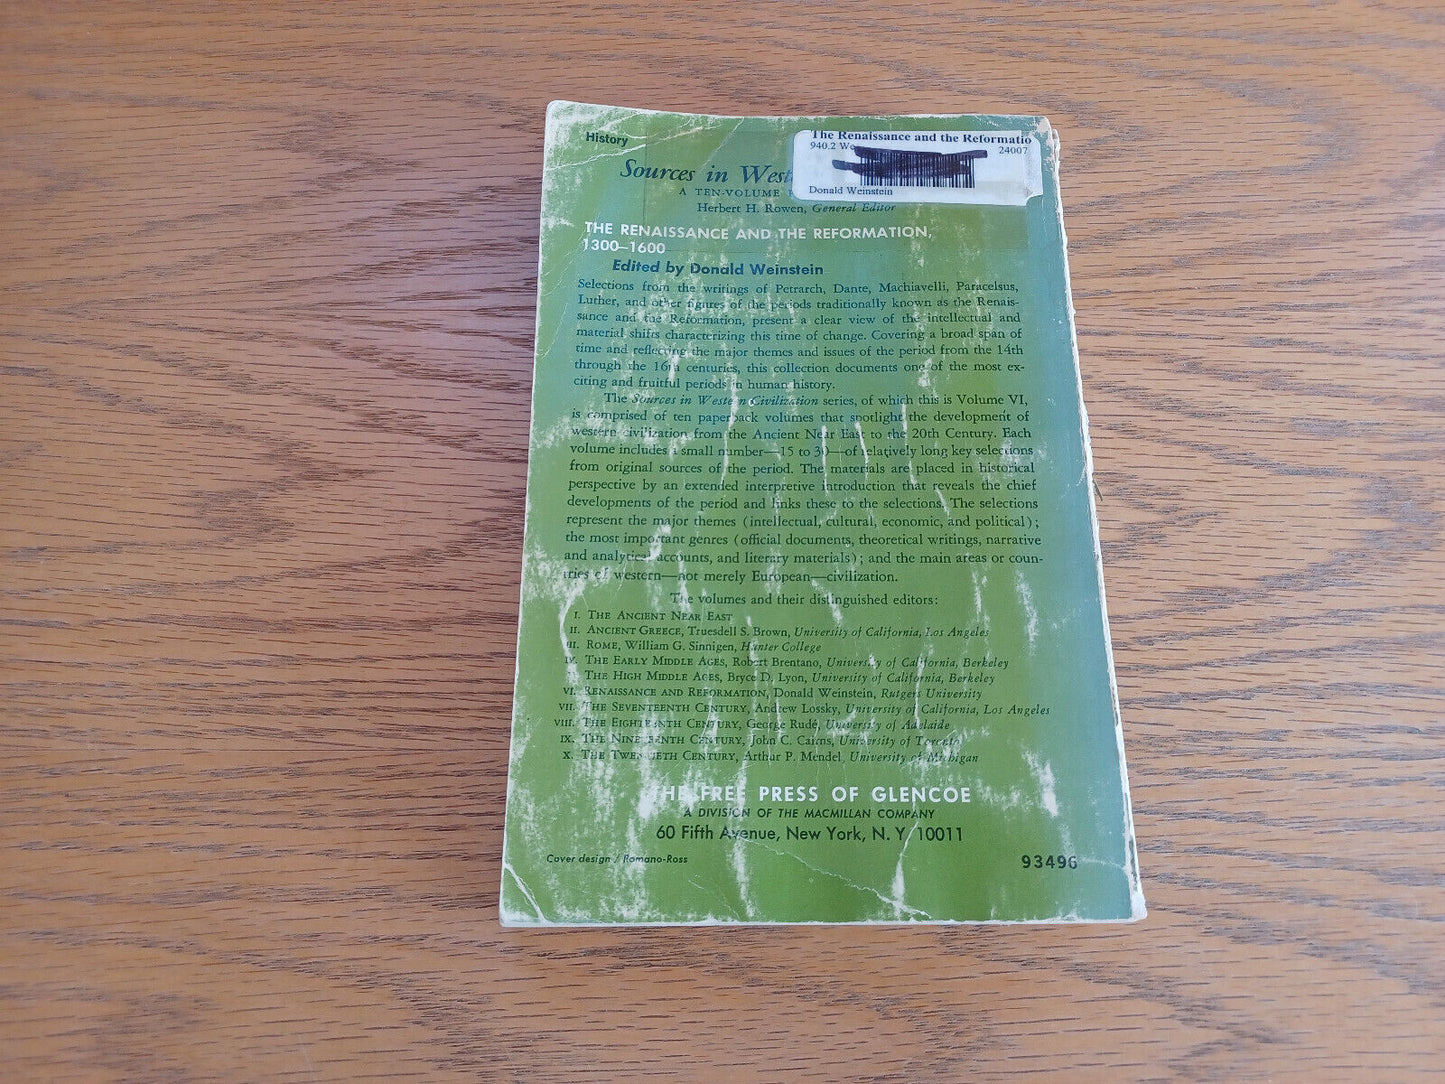 History
The Renaissance and the Reformatio
940.2 We
24007
Donald Weinstein
Sources in West
A TEN-VOLUME
Herbert H. Rowen, General Editor
THE RENAISSANCE AND THE REFORMATION,
1300–1600
Edited by Donald Weinstein
Selections from the writings of Petrarch, Dante, Machiavelli, Paracelsus,
Luther, and other figures of the periods traditionally known as the Renais-
sance and the Reformation, present a clear view of the intellectual and
material shifts characterizing this time of change. Covering a broad span of
time and reflecting the major themes and issues of the period from the 14th
through the 16th centuries, this collection documents one of the most ex-
citing and fruitful periods in human history.
The Sources in Western Civilization series, of which this is Volume VI,
is comprised of ten paperback volumes that spotlight the development of
western civilization from the Ancient Near East to the 20th Century. Each
volume includes a small number—15 to 30—of relatively long key selections
from original sources of the period. The materials are placed in historical
perspective by an extended interpretive introduction that reveals the chief
developments of the period and links these to the selections. The selections
represent the major themes (intellectual, cultural, economic, and political);
the most important genres (official documents, theoretical writings, narrative
and analytical accounts, and literary materials); and the main areas or coun-
tries of western—not merely European—civilization.
The volumes and their distinguished editors:
I. THE ANCIENT NEAR EAST
II. ANCIENT GREECE, Truesdell S. Brown, University of California, Los Angeles
III. ROME, William G. Sinnigen, Hunter College
IV. THE EARLY MIDDLE AGES, Robert Brentano, University of California, Berkeley
THE HIGH MIDDLE AGES, Bryce D. Lyon, University of California, Berkeley
VI. RENAISSANCE AND REFORMATION, Donald Weinstein, Rutgers University
VII. THE SEVENTEENTH CENTURY, Andrew Lossky, University of California, Los Angeles
VIII. THE EIGHTEENTH CENTURY, George Rudé, University of Adelaide
IX. THE NINETEENTH CENTURY, John C. Cairns, University of Toronto
X. THE TWENTIETH CENTURY, Arthur P. Mendel, University of Michigan
THE FREE PRESS OF GLENCOE
A DIVISION OF THE MACMILLAN COMPANY
60 Fifth Avenue, New York, N. Y. 10011
Cover design / Romano-Ross
93496